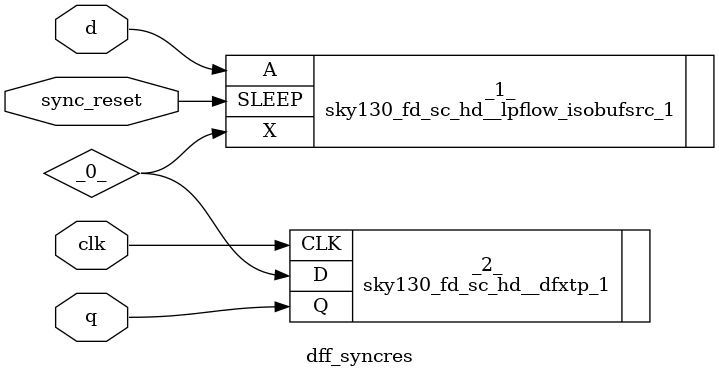 d
sync_reset
A
SLEEP
X
_1_
sky130_fd_sc_hd__lpflow_isobufsrc_1
_0_
clk
q
CLK
D
Q
_2_
sky130_fd_sc_hd__dfxtp_1
dff_syncres